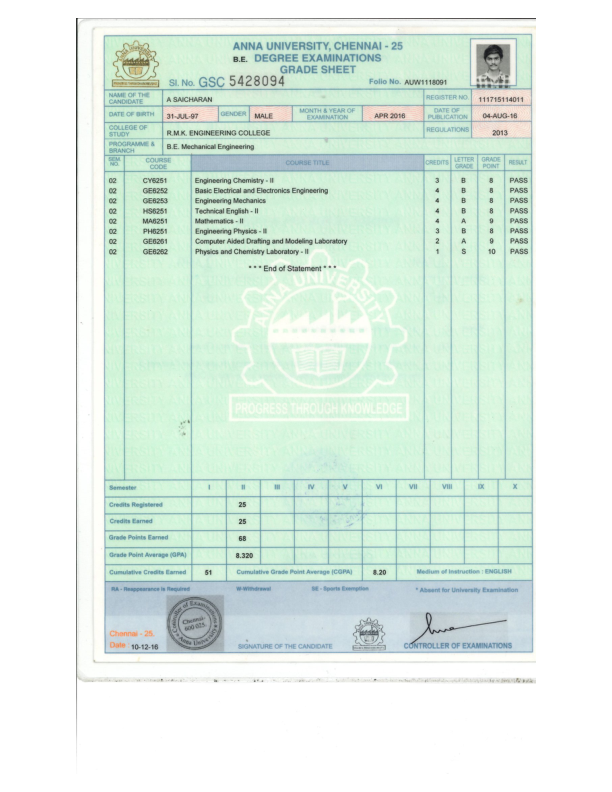 ANNA UNIVERSITY, CHENNAI - 25
B.E. DEGREE EXAMINATIONS
GRADE SHEET
PROGRESS THROUGH KNOWLEDGE
Sl. No. GSC 5428094 Folio No. AUW1118091
NAME OF THE CANDIDATE A SAICHARAN REGISTER NO. 111715114011
DATE OF BIRTH 31-JUL-97 GENDER MALE MONTH & YEAR OF EXAMINATION APR 2016 DATE OF PUBLICATION 04-AUG-16
COLLEGE OF STUDY R.M.K. ENGINEERING COLLEGE REGULATIONS 2013
PROGRAMME & BRANCH B.E. Mechanical Engineering
SEM. NO. COURSE CODE COURSE TITLE CREDITS LETTER GRADE GRADE POINT RESULT
02 CY6251 Engineering Chemistry - II 3 B 8 PASS
02 GE6252 Basic Electrical and Electronics Engineering 4 B 8 PASS
02 GE6253 Engineering Mechanics 4 B 8 PASS
02 HS6251 Technical English - II 4 B 8 PASS
02 MA6251 Mathematics - II 4 A 9 PASS
02 PH6251 Engineering Physics - II 3 B 8 PASS
02 GE6261 Computer Aided Drafting and Modeling Laboratory 2 A 9 PASS
02 GE6262 Physics and Chemistry Laboratory - II 1 S 10 PASS
* * * End of Statement * * *
ANNA UNIVERSITY
PROGRESS THROUGH KNOWLEDGE
Semester I II III IV V VI VII VIII IX X
Credits Registered 25
Credits Earned 25
Grade Points Earned 68
Grade Point Average (GPA) 8.320
Cumulative Credits Earned 51 Cumulative Grade Point Average (CGPA) 8.20 Medium of Instruction : ENGLISH
RA - Reappearance is Required W-Withdrawal SE - Sports Exemption * Absent for University Examination
Controller of Examinations
Chennai-
600 025.
Anna University
Chennai - 25.
Date 10-12-16
SIGNATURE OF THE CANDIDATE CONTROLLER OF EXAMINATIONS